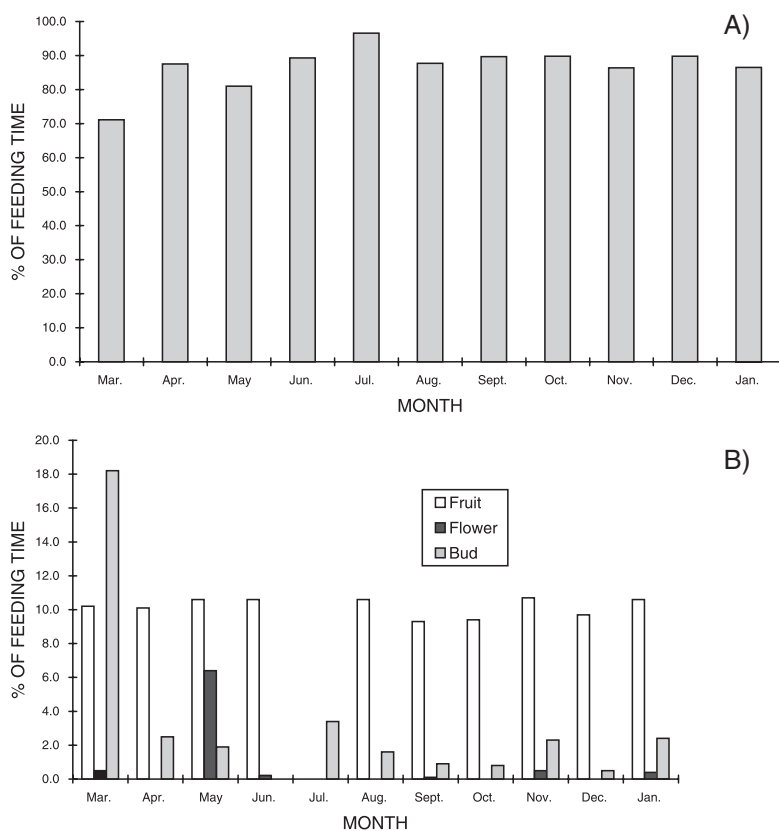 A)
% OF FEEDING TIME
100.0
90.0
80.0
70.0
60.0
50.0
40.0
30.0
20.0
10.0
0.0
Mar. Apr. May Jun. Jul. Aug. Sept. Oct. Nov. Dec. Jan.
MONTH
B)
% OF FEEDING TIME
20.0
18.0
16.0
14.0
12.0
10.0
8.0
6.0
4.0
2.0
0.0
Fruit
Flower
Bud
Mar. Apr. May Jun. Jul. Aug. Sept. Oct. Nov. Dec. Jan.
MONTH